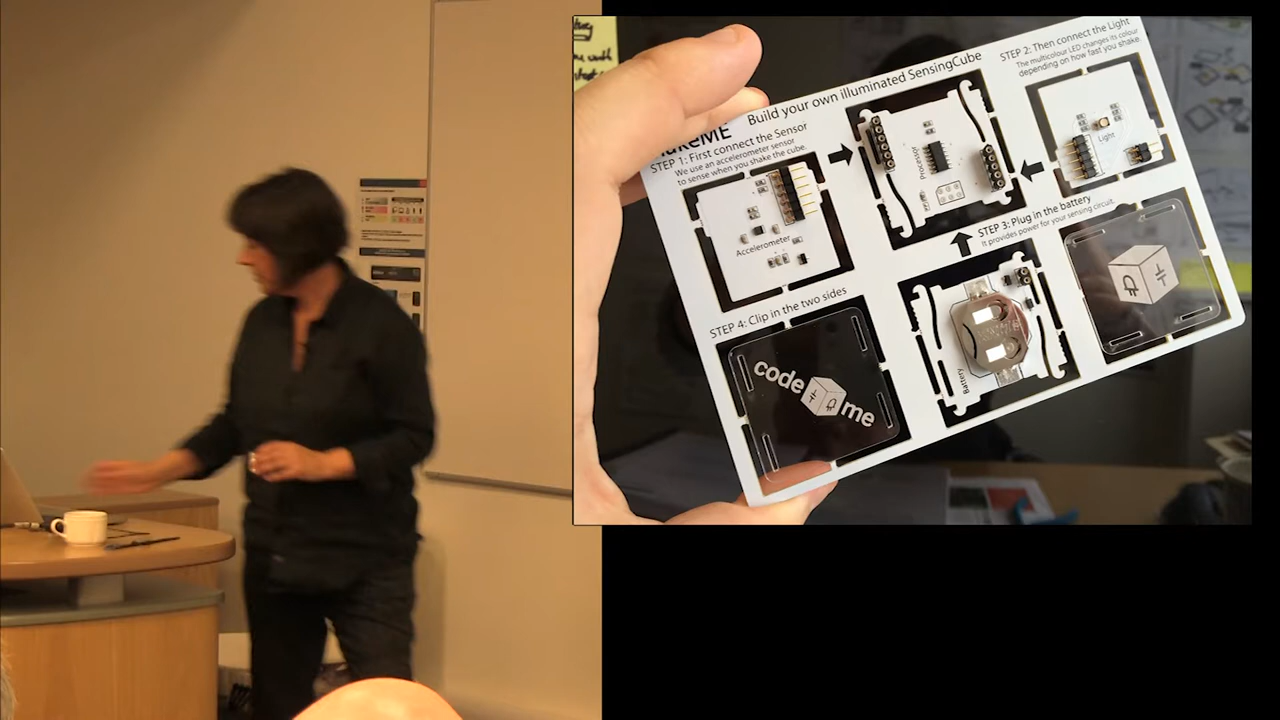 Build your own illuminated SensingCube
STEP 1: First connect the Sensor
We use an accelerometer sensor
to sense when you shake the cube.
Accelerometer
Processor
STEP 2: Then connect the Light
The multicolour LED changes its colour
depending on how fast you shake.
Light
STEP 3: Plug in the battery
It provides power for your sensing circuit.
Battery
STEP 4: Clip in the two sides
code me